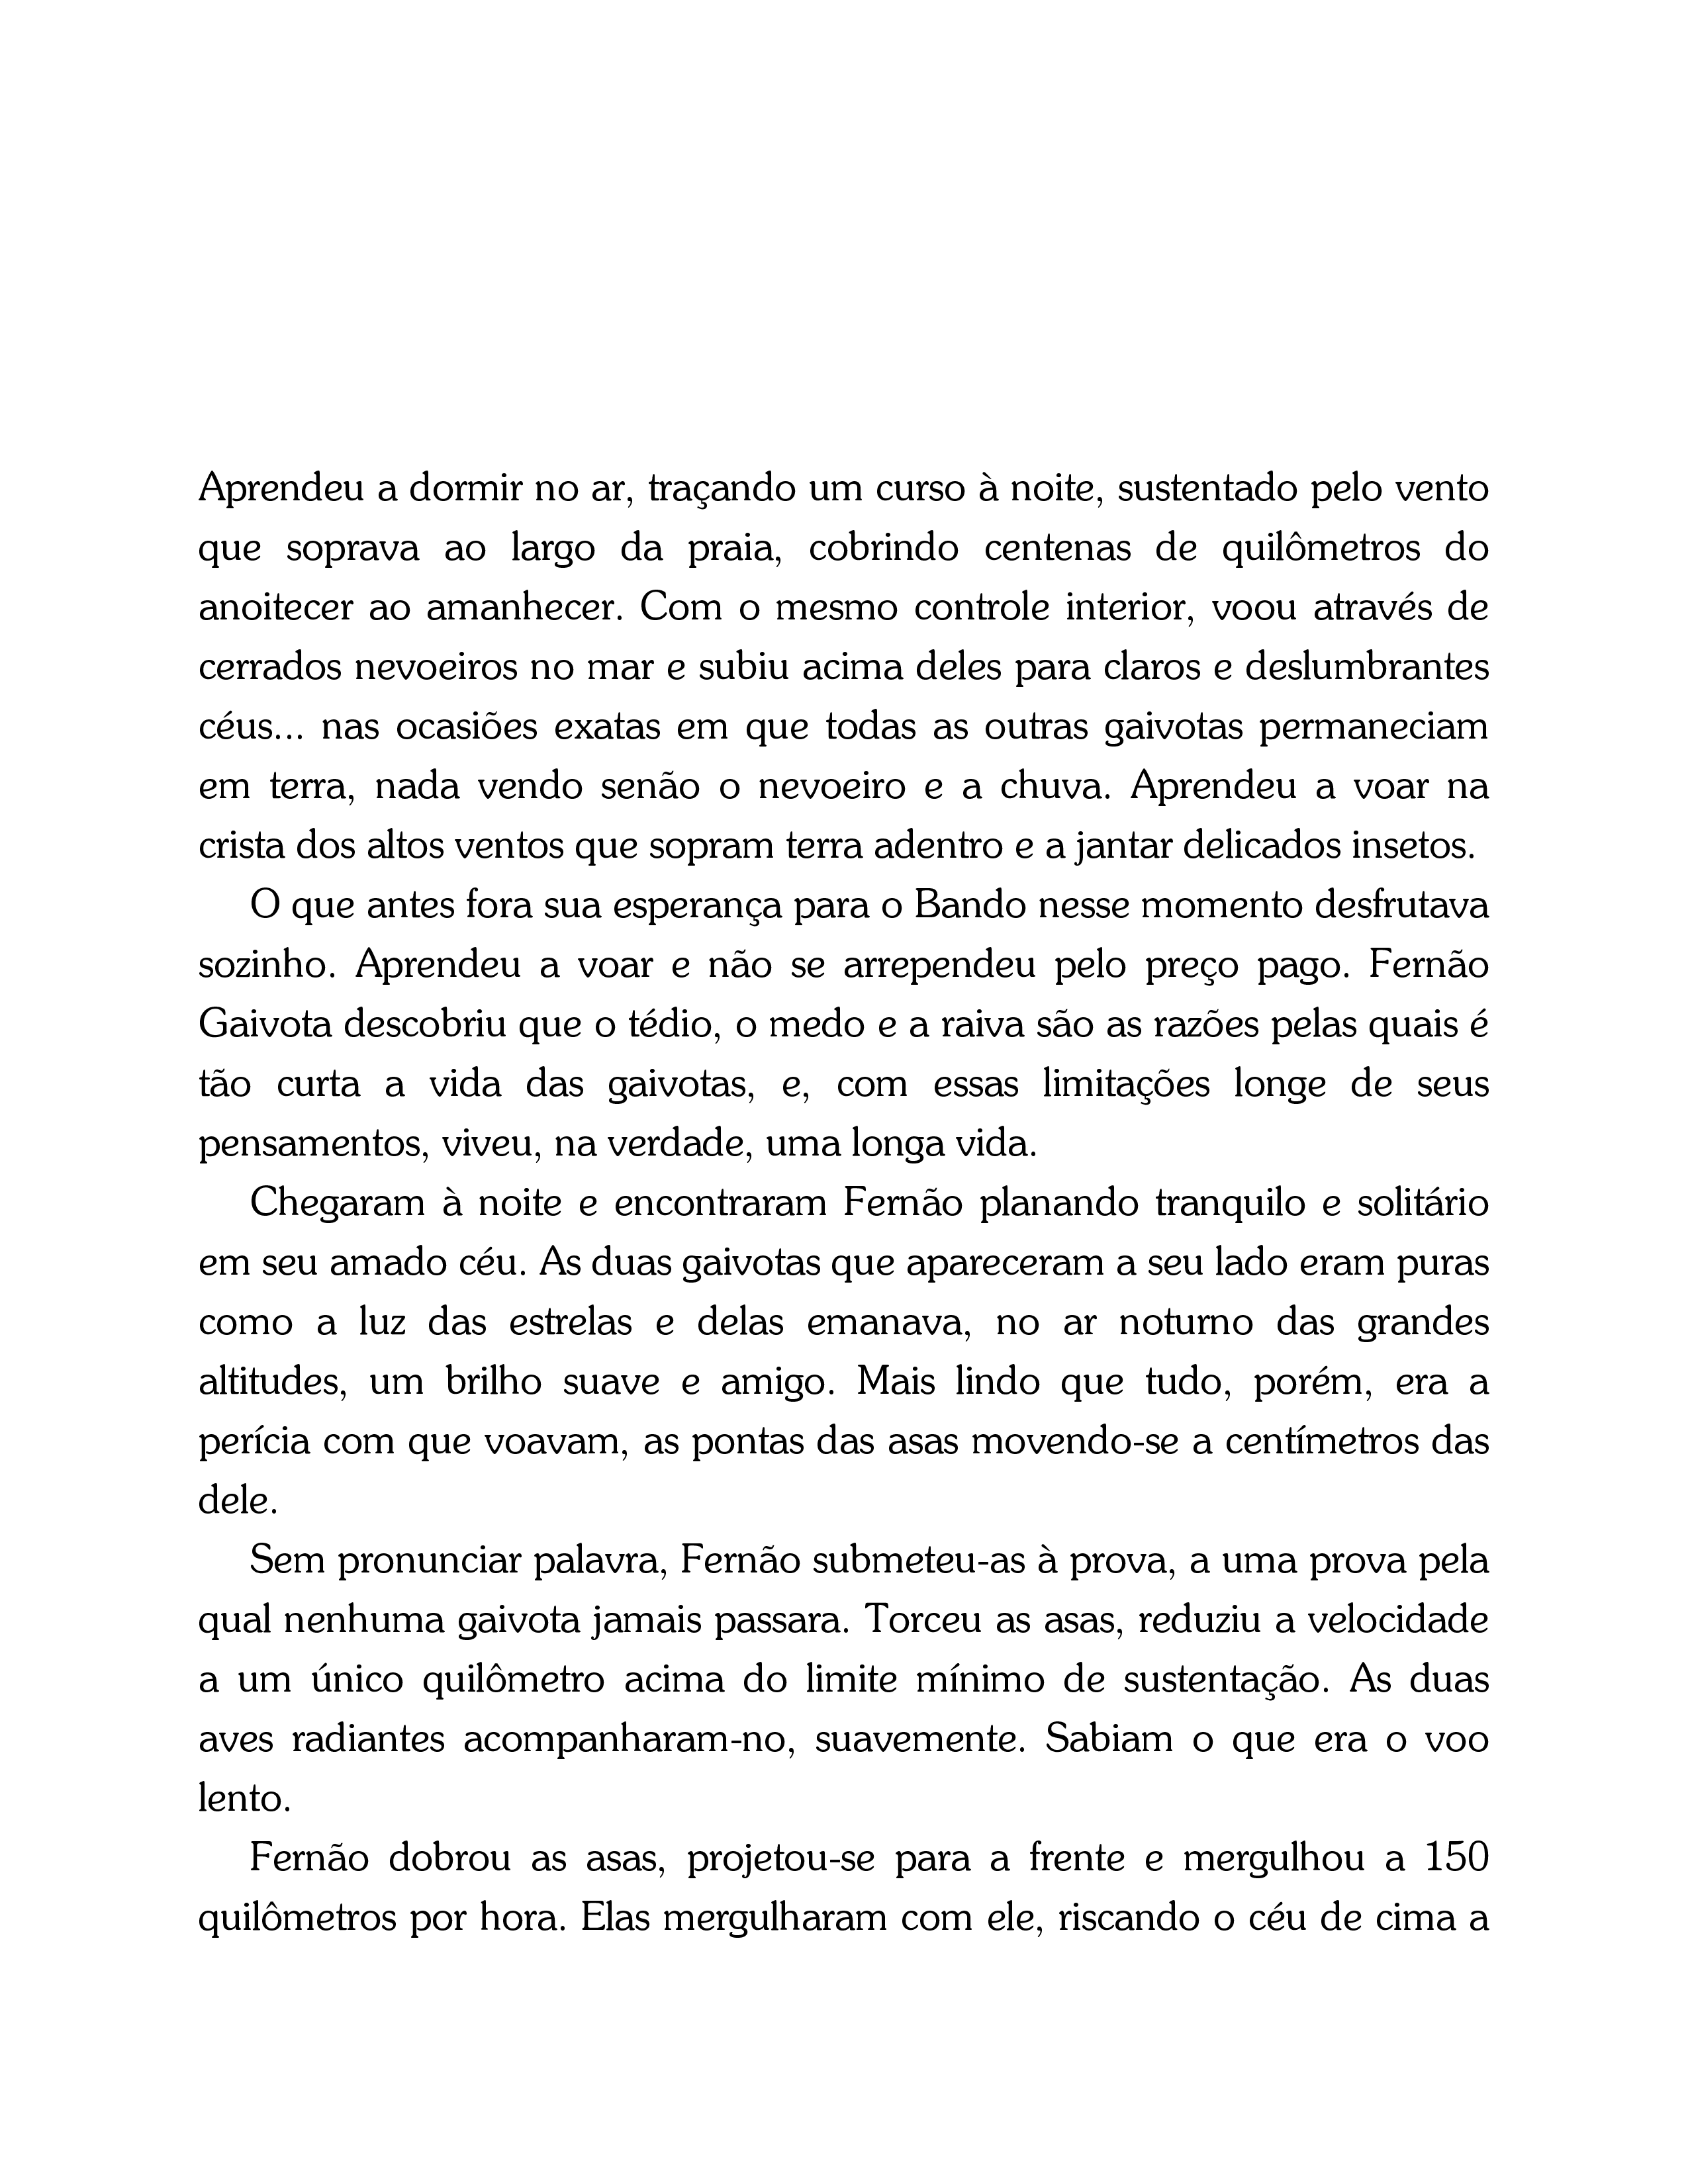 Aprendeu a dormir no ar, traçando um curso à noite, sustentado pelo vento
que soprava ao largo da praia, cobrindo centenas de quilômetros do
anoitecer ao amanhecer. Com o mesmo controle interior, voou através de
cerrados nevoeiros no mar e subiu acima deles para claros e deslumbrantes
céus... nas ocasiões exatas em que todas as outras gaivotas permaneciam
em terra, nada vendo senão o nevoeiro e a chuva. Aprendeu a voar na
crista dos altos ventos que sopram terra adentro e a jantar delicados insetos.
O que antes fora sua esperança para o Bando nesse momento desfrutava
sozinho. Aprendeu a voar e não se arrependeu pelo preço pago. Fernão
Gaivota descobriu que o tédio, o medo e a raiva são as razões pelas quais é
tão curta a vida das gaivotas, e, com essas limitações longe de seus
pensamentos, viveu, na verdade, uma longa vida.
Chegaram à noite e encontraram Fernão planando tranquilo e solitário
em seu amado céu. As duas gaivotas que apareceram a seu lado eram puras
como a luz das estrelas e delas emanava, no ar noturno das grandes
altitudes, um brilho suave e amigo. Mais lindo que tudo, porém, era a
perícia com que voavam, as pontas das asas movendo-se a centímetros das
dele.
Sem pronunciar palavra, Fernão submeteu-as à prova, a uma prova pela
qual nenhuma gaivota jamais passara. Torceu as asas, reduziu a velocidade
a um único quilômetro acima do limite mínimo de sustentação. As duas
aves radiantes acompanharam-no, suavemente. Sabiam o que era o voo
lento.
Fernão dobrou as asas, projetou-se para a frente e mergulhou a 150
quilômetros por hora. Elas mergulharam com ele, riscando o céu de cima a